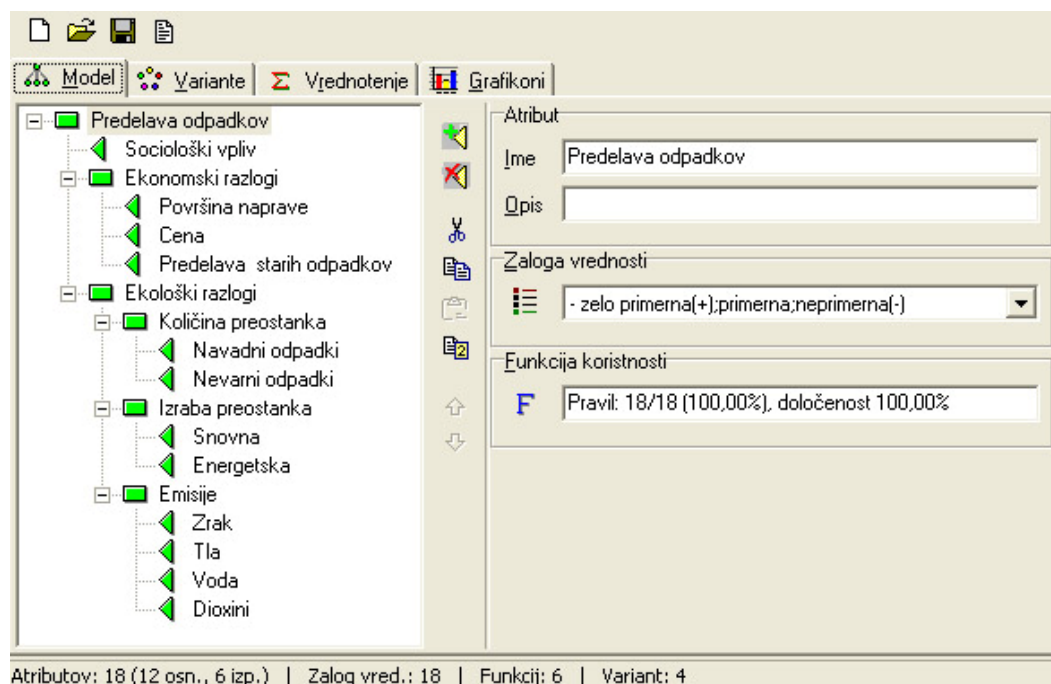 Model Variante Σ Vrednotenje Grafikoni
Predelava odpadkov
Sociološki vpliv
Ekonomski razlogi
Površina naprave
Cena
Predelava starih odpadkov
Ekološki razlogi
Količina preostanka
Navadni odpadki
Nevarni odpadki
Izraba preostanka
Snovna
Energetska
Emisije
Zrak
Tla
Voda
Dioxini
2
Atribut
Ime Predelava odpadkov
Opis
Zaloga vrednosti
- zelo primerna(+);primerna;neprimerna(-)
Funkcija koristnosti
F Pravil: 18/18 (100,00%), določenost 100,00%
Atributov: 18 (12 osn., 6 izp.) | Zalog vred.: 18 | Funkcij: 6 | Variant: 4